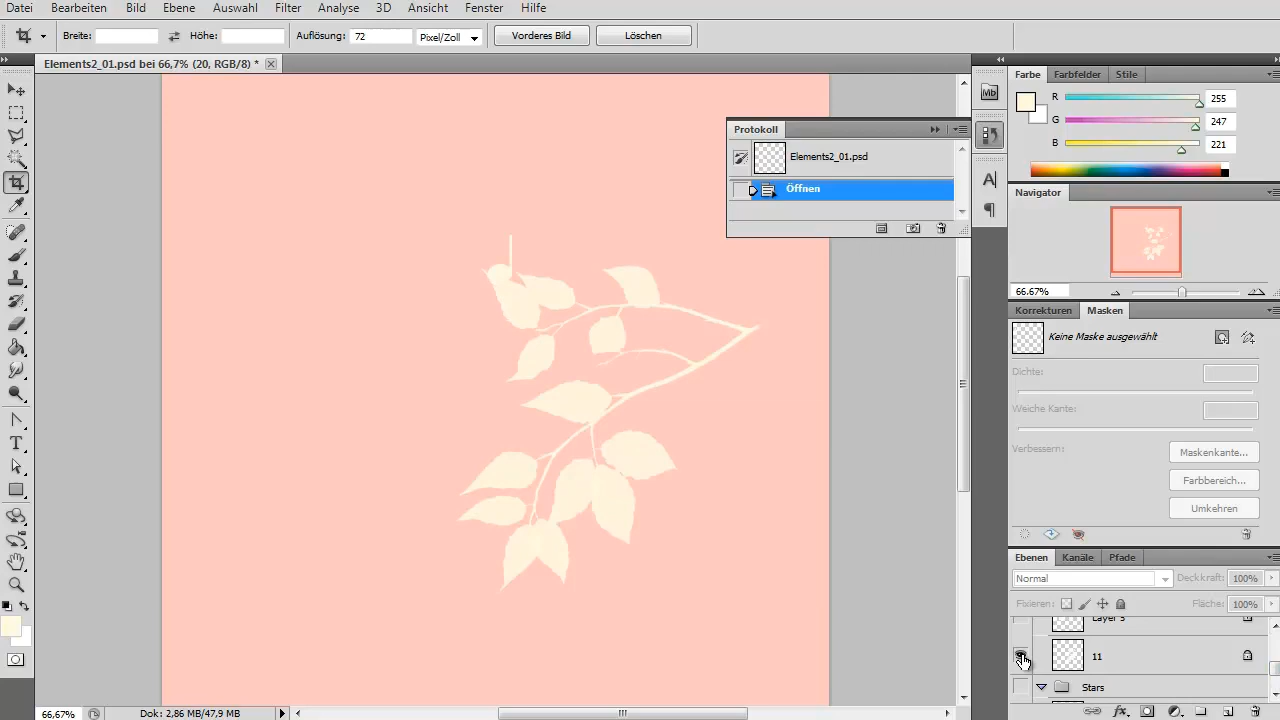 Datei Bearbeiten Bild Ebene Auswahl Filter Analyse 3D Ansicht Fenster Hilfe
Breite: Höhe: Auflösung: 72 Pixel/Zoll Vorderes Bild Löschen
Elements2_01.psd bei 66,7% (20, RGB/8) *
Protokoll
Elements2_01.psd
Öffnen
Mb
A
Farbe Farbfelder Stile
R 255
G 247
B 221
Navigator
66.67%
Korrekturen Masken
Keine Maske ausgewählt
Dichte:
Weiche Kante:
Verbessern: Maskenkante...
Farbbereich...
Umkehren
Ebenen Kanäle Pfade
Normal Deckkraft: 100%
Fixieren: Fläche: 100%
Layer 5
11
Stars
66,67% Dok: 2,86 MB/47,9 MB